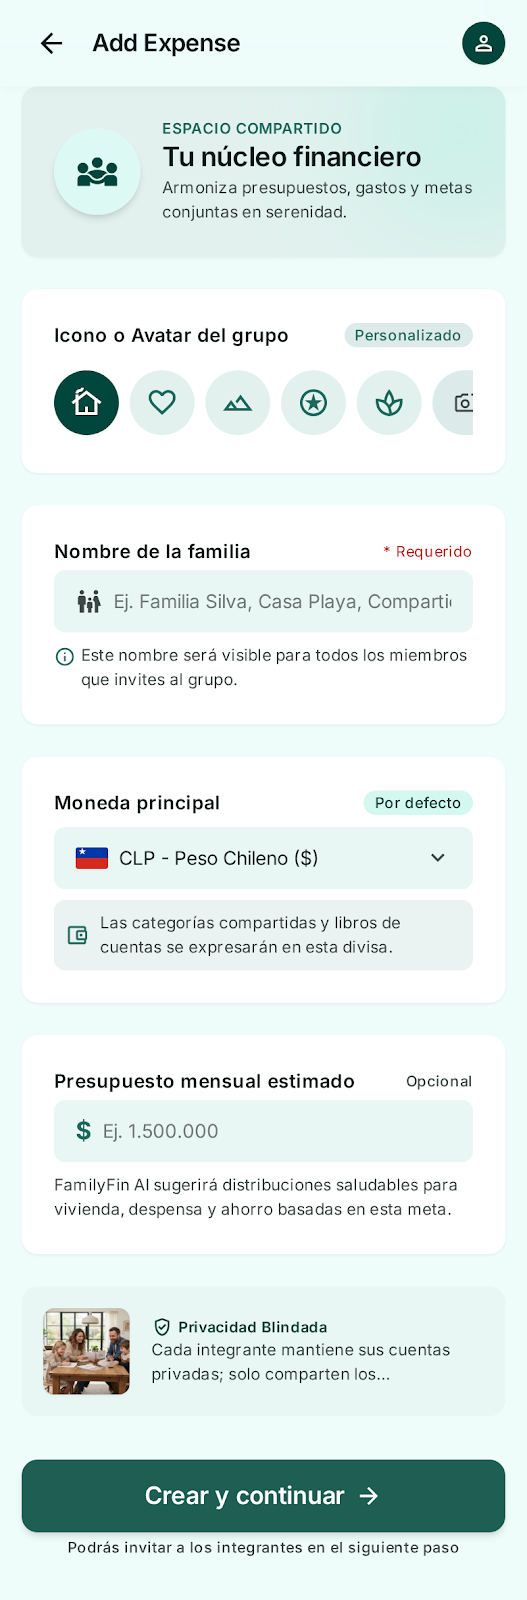 Add Expense
ESPACIO COMPARTIDO
Tu núcleo financiero
Armoniza presupuestos, gastos y metas
conjuntas en serenidad.
Icono o Avatar del grupo
Personalizado
Nombre de la familia
* Requerido
Ej. Familia Silva, Casa Playa, Comparti
Este nombre será visible para todos los miembros
que invites al grupo.
Moneda principal
Por defecto
CLP - Peso Chileno ($)
Las categorías compartidas y libros de
cuentas se expresarán en esta divisa.
Presupuesto mensual estimado
Opcional
$ Ej. 1.500.000
FamilyFin AI sugerirá distribuciones saludables para
vivienda, despensa y ahorro basadas en esta meta.
Privacidad Blindada
Cada integrante mantiene sus cuentas
privadas; solo comparten los...
Crear y continuar →
Podrás invitar a los integrantes en el siguiente paso